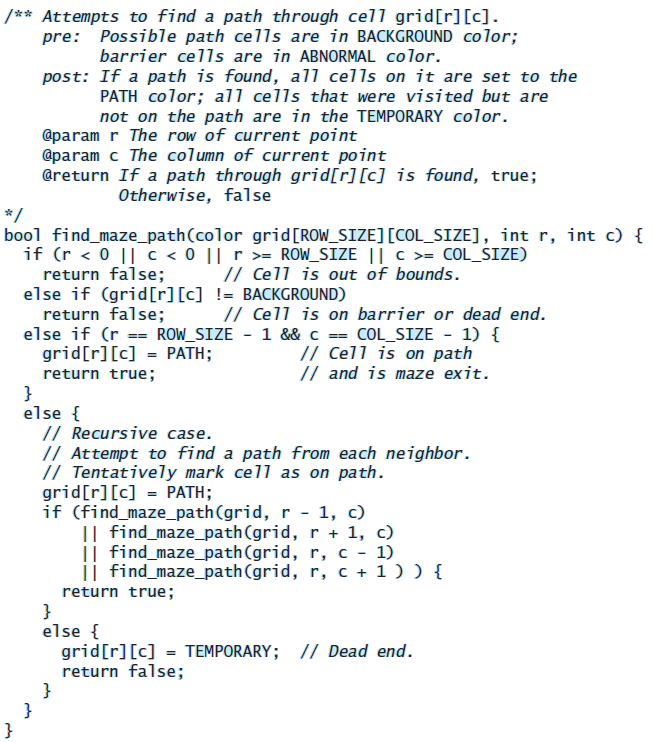 /** Attempts to find a path through cell grid[r][c].
    pre:  Possible path cells are in BACKGROUND color;
          barrier cells are in ABNORMAL color.
    post: If a path is found, all cells on it are set to the
          PATH color; all cells that were visited but are
          not on the path are in the TEMPORARY color.
    @param r The row of current point
    @param c The column of current point
    @return If a path through grid[r][c] is found, true;
            Otherwise, false
*/
bool find_maze_path(color grid[ROW_SIZE][COL_SIZE], int r, int c) {
  if (r < 0 || c < 0 || r >= ROW_SIZE || c >= COL_SIZE)
    return false;      // Cell is out of bounds.
  else if (grid[r][c] != BACKGROUND)
    return false;      // Cell is on barrier or dead end.
  else if (r == ROW_SIZE - 1 && c == COL_SIZE - 1) {
    grid[r][c] = PATH;         // Cell is on path
    return true;               // and is maze exit.
  }
  else {
    // Recursive case.
    // Attempt to find a path from each neighbor.
    // Tentatively mark cell as on path.
    grid[r][c] = PATH;
    if (find_maze_path(grid, r - 1, c)
        || find_maze_path(grid, r + 1, c)
        || find_maze_path(grid, r, c - 1)
        || find_maze_path(grid, r, c + 1 ) ) {
      return true;
    }
    else {
      grid[r][c] = TEMPORARY;  // Dead end.
      return false;
    }
  }
}